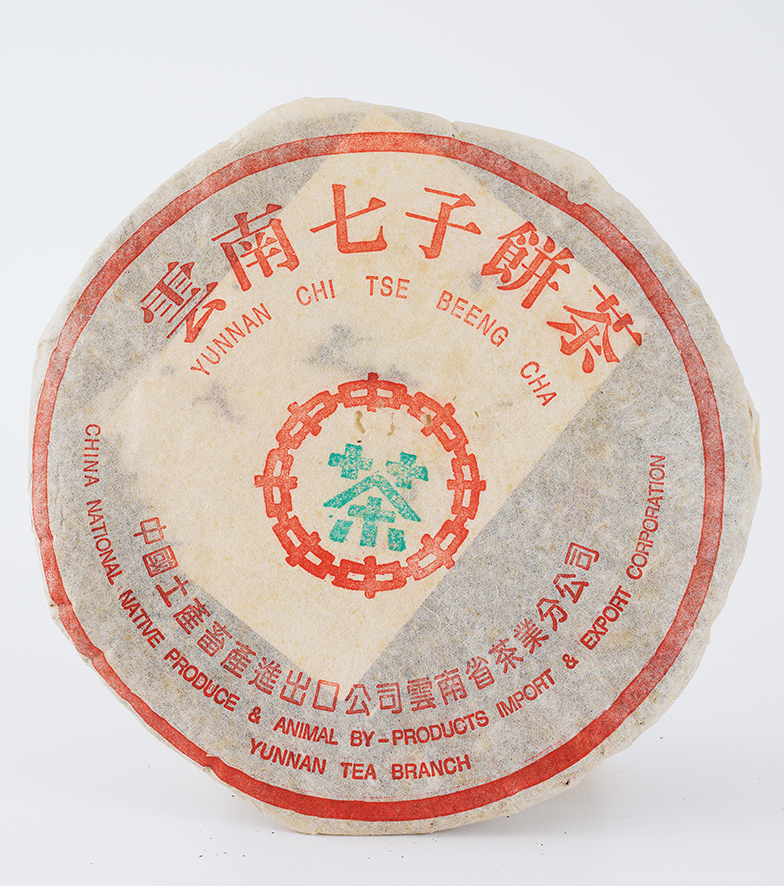 雲南七子餅茶
YUNNAN CHI TSE BEENG CHA
茶
中國土產畜產進出口公司雲南省茶業分公司
CHINA NATIONAL NATIVE PRODUCE & ANIMAL BY-PRODUCTS IMPORT & EXPORT CORPORATION
YUNNAN TEA BRANCH